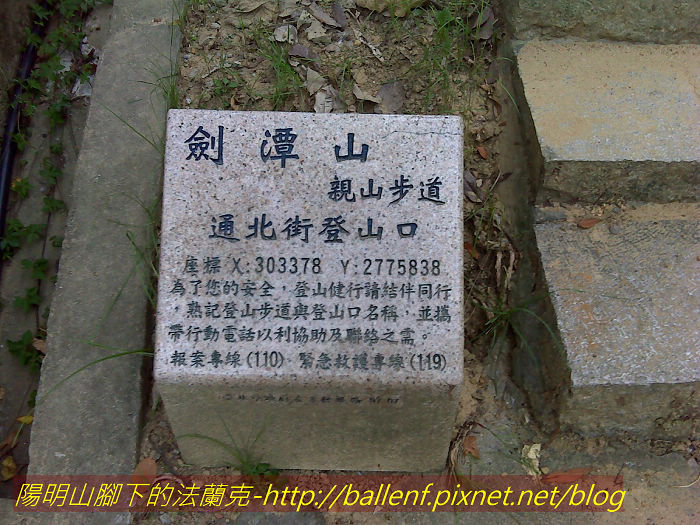 劍潭山
親山步道
通北街登山口
座標 X:303378 Y:2775838
為了您的安全，登山健行請結伴同行
，熟記登山步道與登山口名稱，並攜
帶行動電話以利協助及聯絡之需。
報案專線(110) 緊急救護專線(119)
陽明山腳下的法蘭克-http://ballenf.pixnet.net/blog